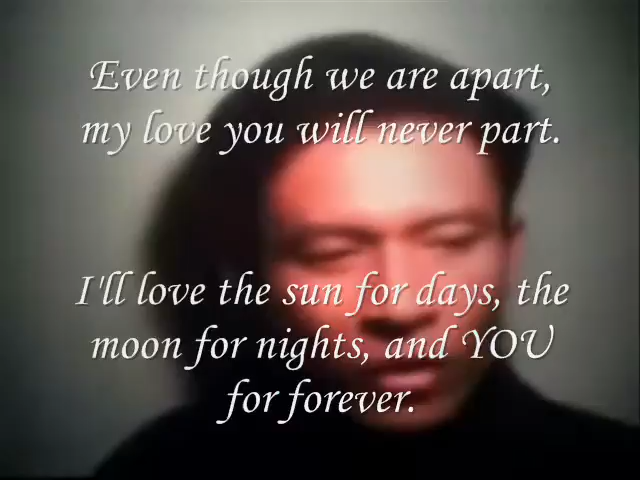 Even though we are apart,
my love you will never part.
I'll love the sun for days, the
moon for nights, and YOU
for forever.